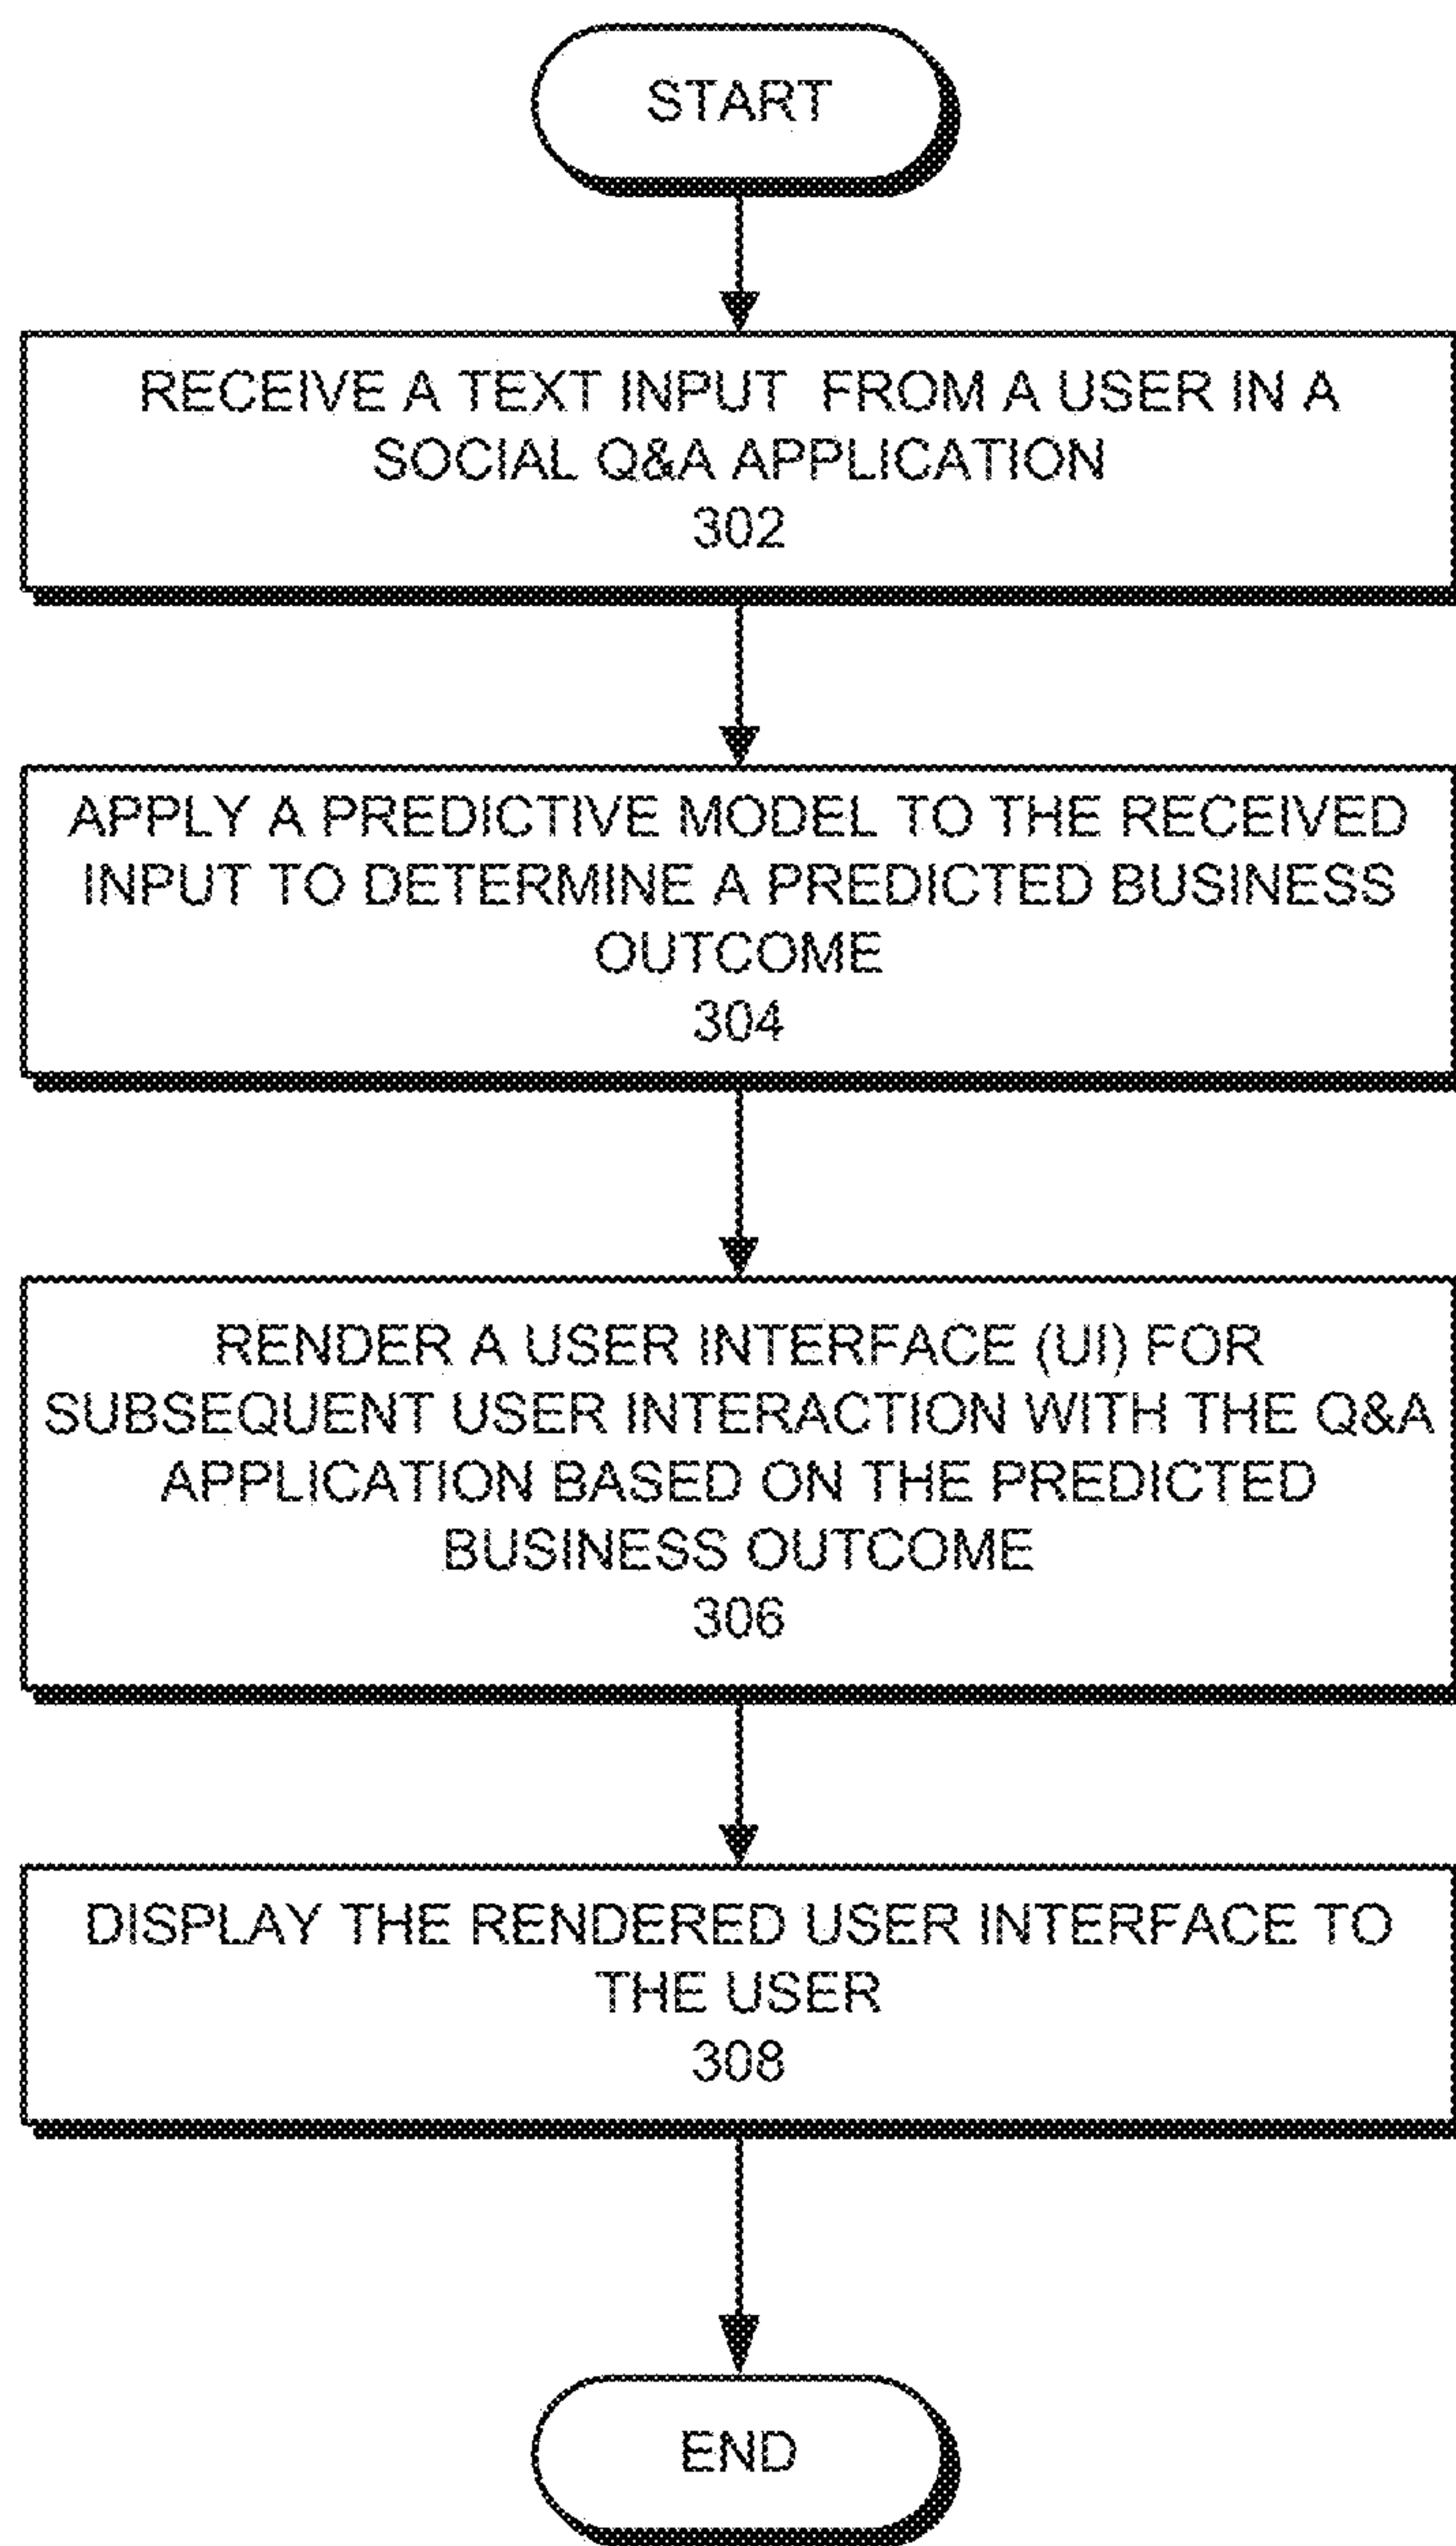 START
RECEIVE A TEXT INPUT FROM A USER IN A
SOCIAL Q&A APPLICATION
302
APPLY A PREDICTIVE MODEL TO THE RECEIVED
INPUT TO DETERMINE A PREDICTED BUSINESS
OUTCOME
304
RENDER A USER INTERFACE (UI) FOR
SUBSEQUENT USER INTERACTION WITH THE Q&A
APPLICATION BASED ON THE PREDICTED
BUSINESS OUTCOME
306
DISPLAY THE RENDERED USER INTERFACE TO
THE USER
308
END